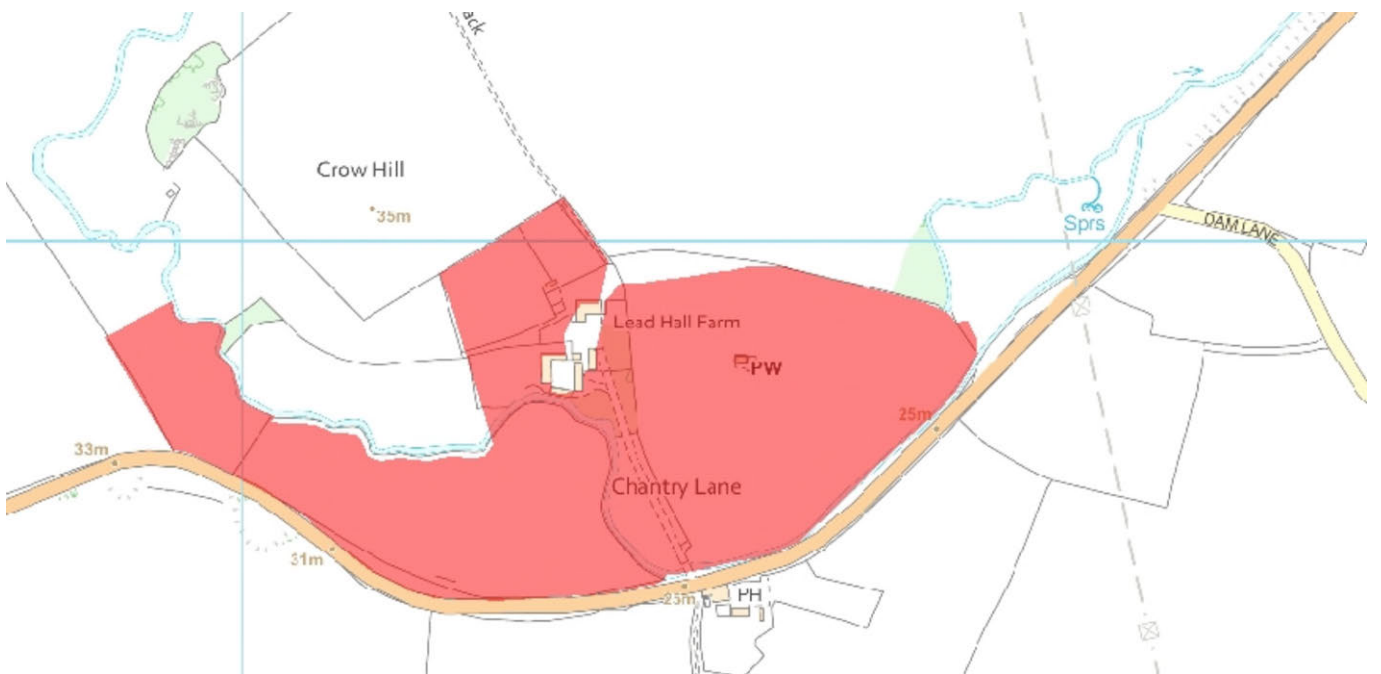 ack
Crow Hill
35m
Sprs
DAM LANE
Lead Hall Farm
PW
25m
33m
Chantry Lane
31m
25m
PH